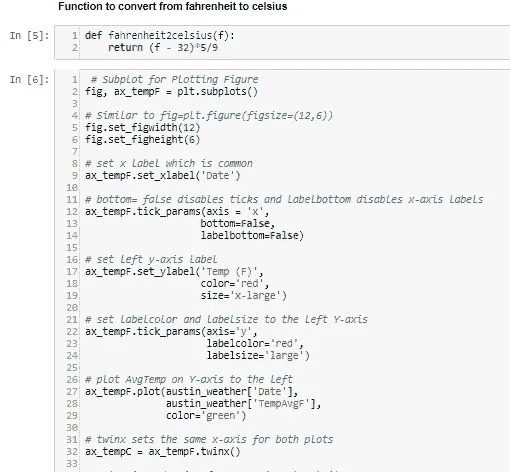 Function to convert from fahrenheit to celsius
In [5]:
1 def fahrenheit2celsius(f):
2     return (f - 32)*5/9
In [6]:
1  # Subplot for Plotting Figure
2 fig, ax_tempF = plt.subplots()
3
4 # Similar to fig=plt.figure(figsize=(12,6))
5 fig.set_figwidth(12)
6 fig.set_figheight(6)
7
8 # set x label which is common
9 ax_tempF.set_xlabel('Date')
10
11 # bottom= false disables ticks and labelbottom disables x-axis labels
12 ax_tempF.tick_params(axis = 'x',
13                      bottom=False,
14                      labelbottom=False)
15
16 # set left y-axis label
17 ax_tempF.set_ylabel('Temp (F)',
18                     color='red',
19                     size='x-large')
20
21 # set labelcolor and labelsize to the left Y-axis
22 ax_tempF.tick_params(axis='y',
23                      labelcolor='red',
24                      labelsize='large')
25
26 # plot AvgTemp on Y-axis to the left
27 ax_tempF.plot(austin_weather['Date'],
28               austin_weather['TempAvgF'],
29               color='green')
30
31 # twinx sets the same x-axis for both plots
32 ax_tempC = ax_tempF.twinx()
33